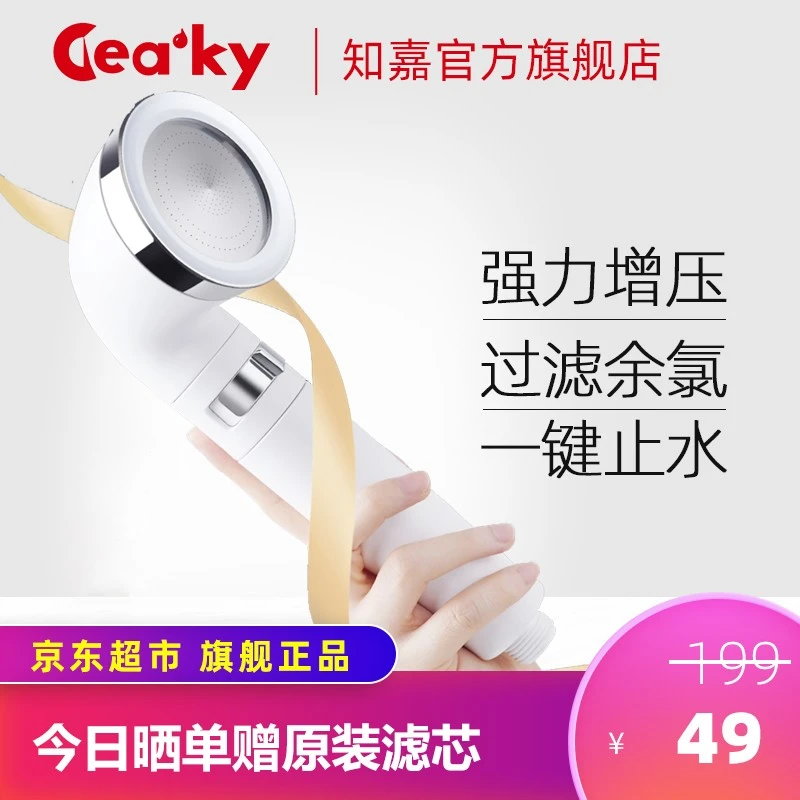 Cea'ky | 知嘉官方旗舰店
强力增压
过滤余氯
一键止水
京东超市 旗舰正品
今日晒单赠原装滤芯
199
¥ 49